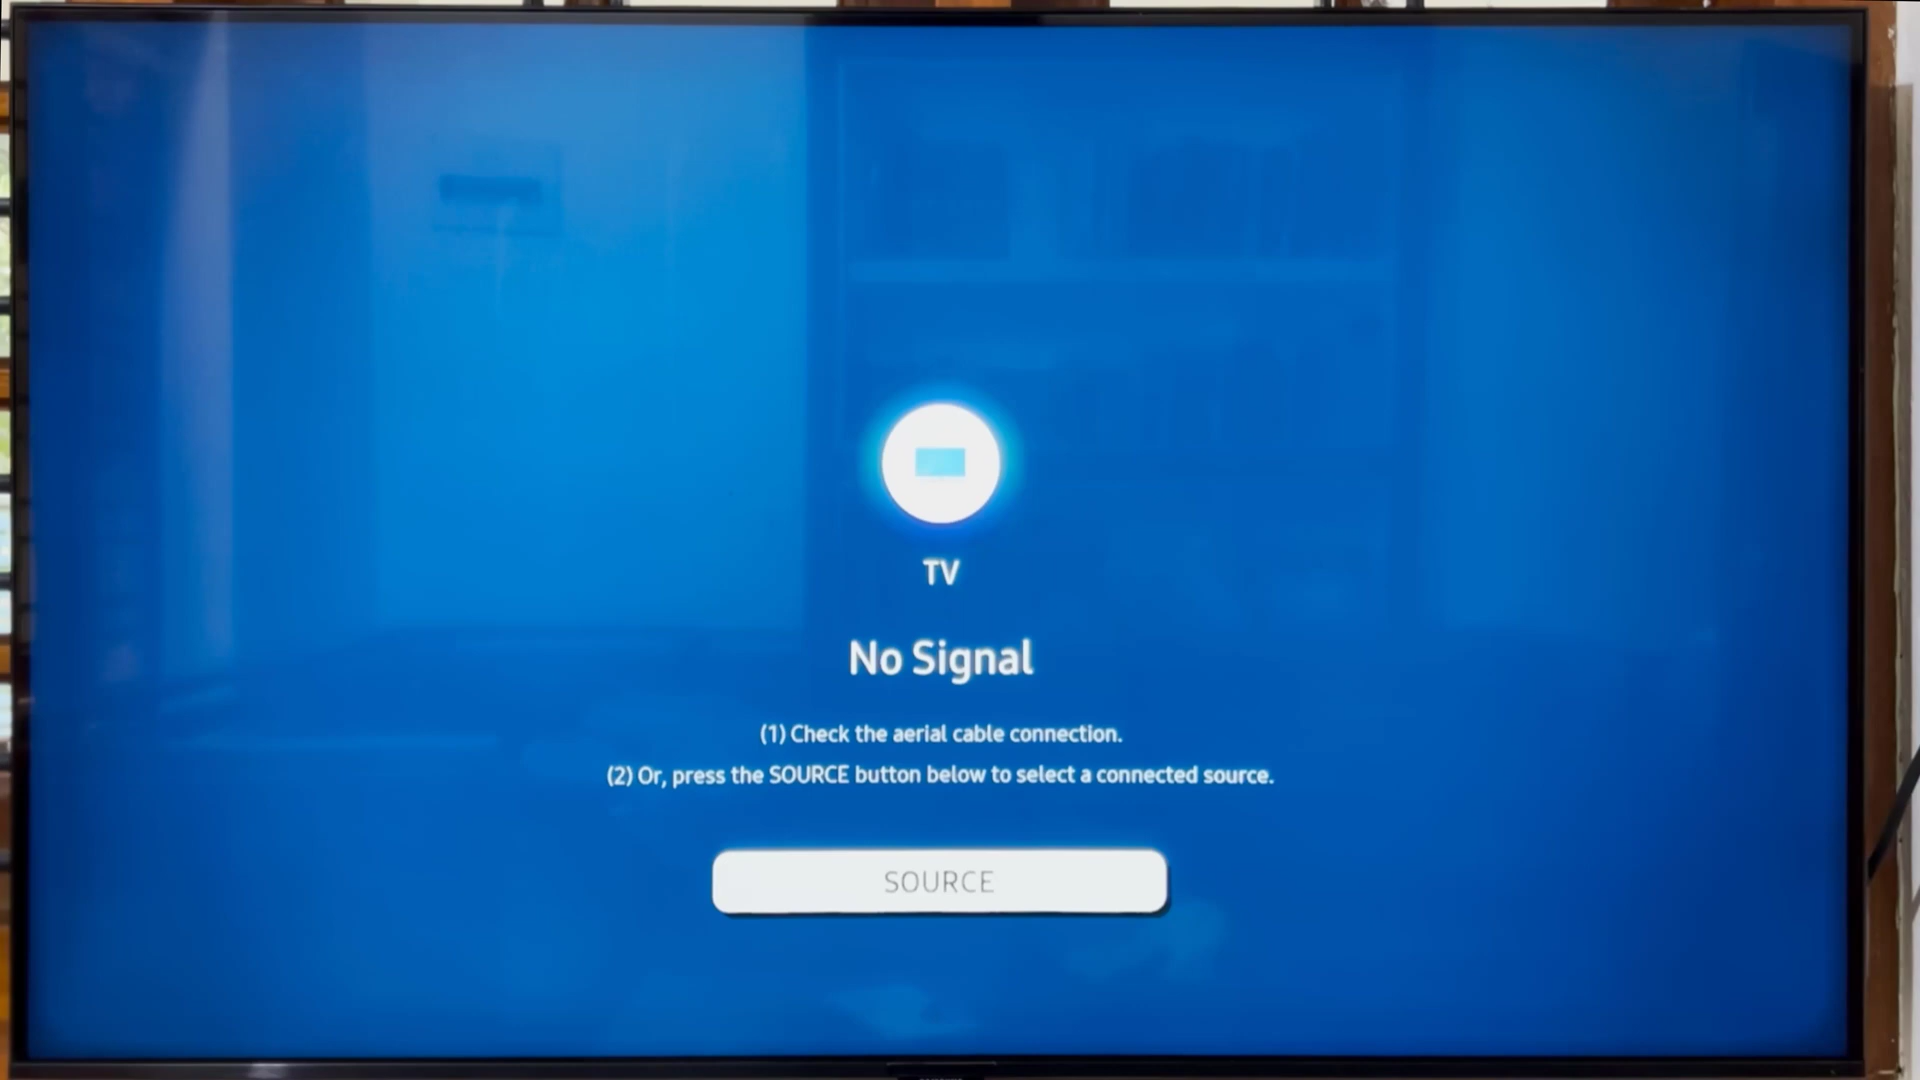 TV
No Signal
(1) Check the aerial cable connection.
(2) Or, press the SOURCE button below to select a connected source.
SOURCE